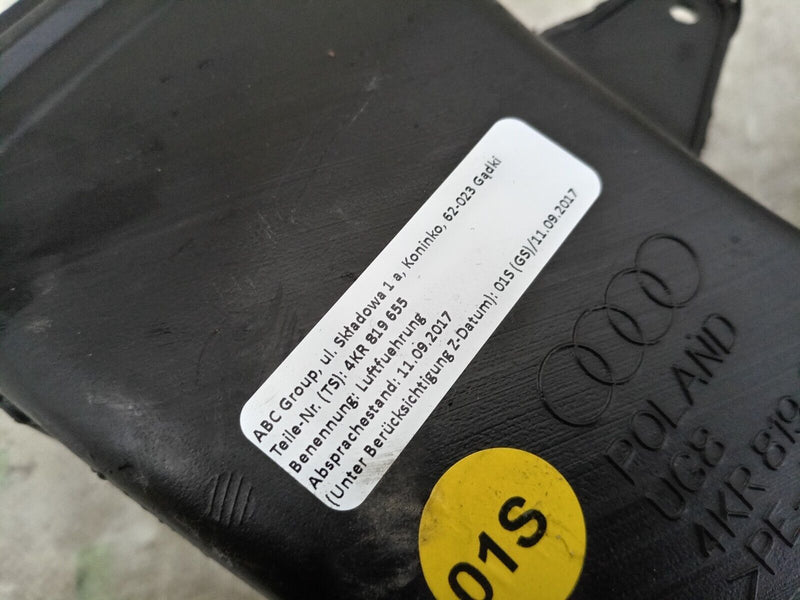 ABC Group, ul. Składowa 1 a, Koninko, 62-023 Gądki
Teile-Nr. (TS): 4KR 819 655
Benennung: Luftfuehrung
Absprachestand: 11.09.2017
(Unter Berücksichtigung Z-Datum): 01S (GS)/11.09.2017
POLAND
UG8
4KR 819
>PE-
01S